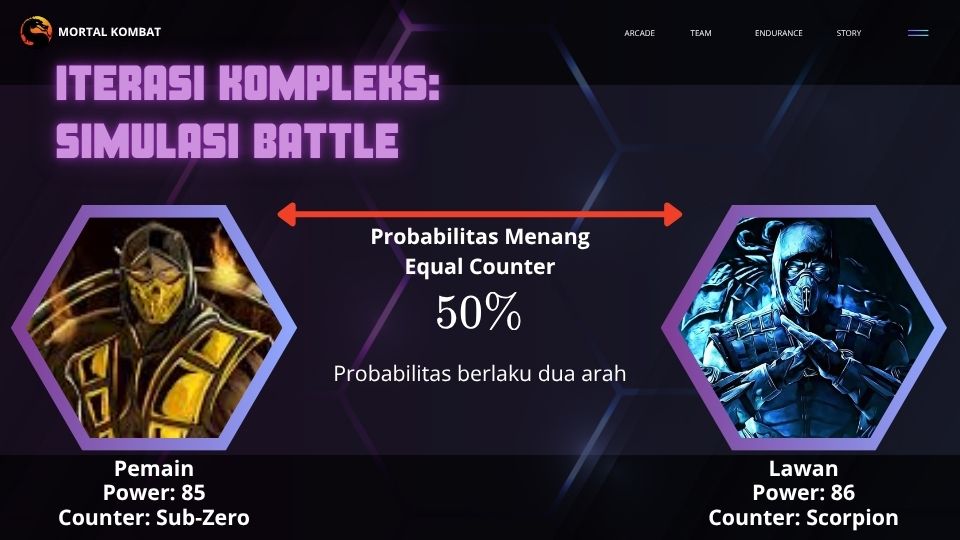 MORTAL KOMBAT
ARCADE TEAM ENDURANCE STORY
ITERASI KOMPLEKS:
SIMULASI BATTLE
Probabilitas Menang
Equal Counter
50%
Probabilitas berlaku dua arah
Pemain
Power: 85
Counter: Sub-Zero
Lawan
Power: 86
Counter: Scorpion